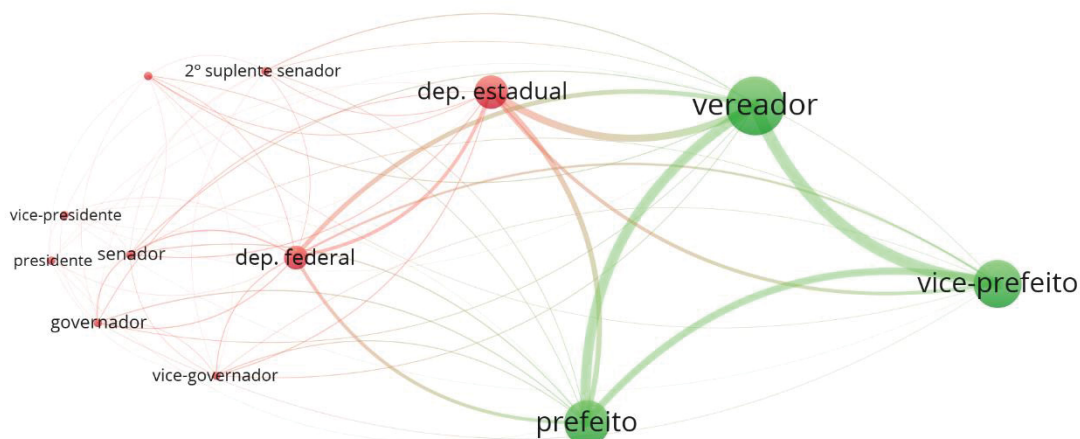 2º suplente senador
dep. estadual
vereador
vice-presidente
presidente
senador
dep. federal
vice-prefeito
governador
vice-governador
prefeito